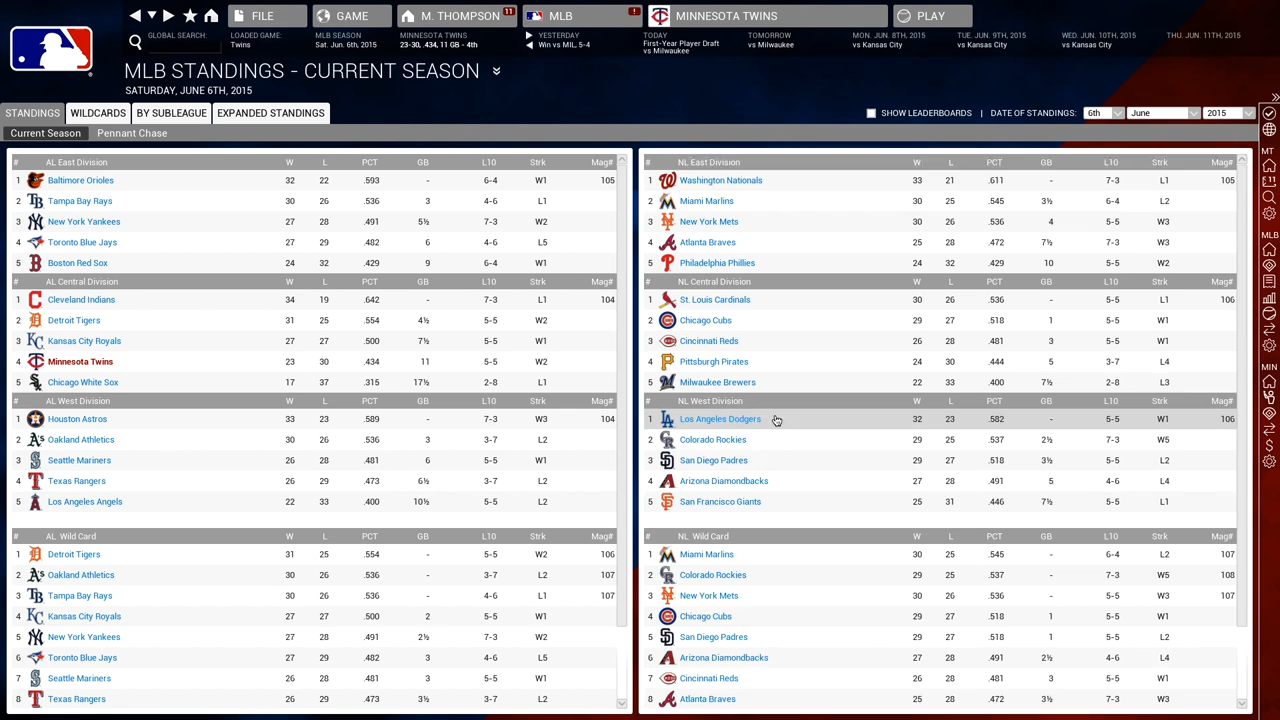 FILE GAME M. THOMPSON 11 MLB ! MINNESOTA TWINS PLAY
GLOBAL SEARCH: LOADED GAME: MLB SEASON MINNESOTA TWINS YESTERDAY TODAY TOMORROW MON. JUN. 8TH, 2015 TUE. JUN. 9TH, 2015 WED. JUN. 10TH, 2015 THU. JUN. 11TH, 2015
Twins Sat. Jun. 6th, 2015 23-30, .434, 11 GB - 4th Win vs MIL, 5-4 First-Year Player Draft vs Milwaukee vs Kansas City vs Kansas City vs Kansas City
vs Milwaukee
MLB STANDINGS - CURRENT SEASON
SATURDAY, JUNE 6TH, 2015
STANDINGS WILDCARDS BY SUBLEAGUE EXPANDED STANDINGS SHOW LEADERBOARDS | DATE OF STANDINGS: 6th June 2015
Current Season Pennant Chase
# AL East Division W L PCT GB L10 Strk Mag#
1 Baltimore Orioles 32 22 .593 - 6-4 W1 105
2 Tampa Bay Rays 30 26 .536 3 4-6 L1
3 New York Yankees 27 28 .491 5½ 7-3 W2
4 Toronto Blue Jays 27 29 .482 6 4-6 L5
5 Boston Red Sox 24 32 .429 9 6-4 W1
# AL Central Division W L PCT GB L10 Strk Mag#
1 Cleveland Indians 34 19 .642 - 7-3 L1 104
2 Detroit Tigers 31 25 .554 4½ 5-5 W2
3 Kansas City Royals 27 27 .500 7½ 5-5 W1
4 Minnesota Twins 23 30 .434 11 5-5 W2
5 Chicago White Sox 17 37 .315 17½ 2-8 L1
# AL West Division W L PCT GB L10 Strk Mag#
1 Houston Astros 33 23 .589 - 7-3 W3 104
2 Oakland Athletics 30 26 .536 3 3-7 L2
3 Seattle Mariners 26 28 .481 6 5-5 W1
4 Texas Rangers 26 29 .473 6½ 3-7 L2
5 Los Angeles Angels 22 33 .400 10½ 5-5 L2
# AL Wild Card W L PCT GB L10 Strk Mag#
1 Detroit Tigers 31 25 .554 - 5-5 W2 106
2 Oakland Athletics 30 26 .536 - 3-7 L2 107
3 Tampa Bay Rays 30 26 .536 - 4-6 L1 107
4 Kansas City Royals 27 27 .500 2 5-5 W1
5 New York Yankees 27 28 .491 2½ 7-3 W2
6 Toronto Blue Jays 27 29 .482 3 4-6 L5
7 Seattle Mariners 26 28 .481 3 5-5 W1
8 Texas Rangers 26 29 .473 3½ 3-7 L2
# NL East Division W L PCT GB L10 Strk Mag#
1 Washington Nationals 33 21 .611 - 7-3 L1 105
2 Miami Marlins 30 25 .545 3½ 6-4 L2
3 New York Mets 30 26 .536 4 5-5 W3
4 Atlanta Braves 25 28 .472 7½ 7-3 W3
5 Philadelphia Phillies 24 32 .429 10 5-5 W2
# NL Central Division W L PCT GB L10 Strk Mag#
1 St. Louis Cardinals 30 26 .536 - 5-5 L1 106
2 Chicago Cubs 29 27 .518 1 5-5 W1
3 Cincinnati Reds 26 28 .481 3 5-5 W1
4 Pittsburgh Pirates 24 30 .444 5 3-7 L4
5 Milwaukee Brewers 22 33 .400 7½ 2-8 L3
# NL West Division W L PCT GB L10 Strk Mag#
1 Los Angeles Dodgers 32 23 .582 - 5-5 W1 106
2 Colorado Rockies 29 25 .537 2½ 7-3 W5
3 San Diego Padres 29 27 .518 3½ 5-5 L2
4 Arizona Diamondbacks 27 28 .491 5 4-6 L4
5 San Francisco Giants 25 31 .446 7½ 5-5 L1
# NL Wild Card W L PCT GB L10 Strk Mag#
1 Miami Marlins 30 25 .545 - 6-4 L2 107
2 Colorado Rockies 29 25 .537 - 7-3 W5 108
3 New York Mets 30 26 .536 - 5-5 W3 107
4 Chicago Cubs 29 27 .518 1 5-5 W1
5 San Diego Padres 29 27 .518 1 5-5 L2
6 Arizona Diamondbacks 27 28 .491 2½ 4-6 L4
7 Cincinnati Reds 26 28 .481 3 5-5 W1
8 Atlanta Braves 25 28 .472 3½ 7-3 W3
MT
MLB
MIN